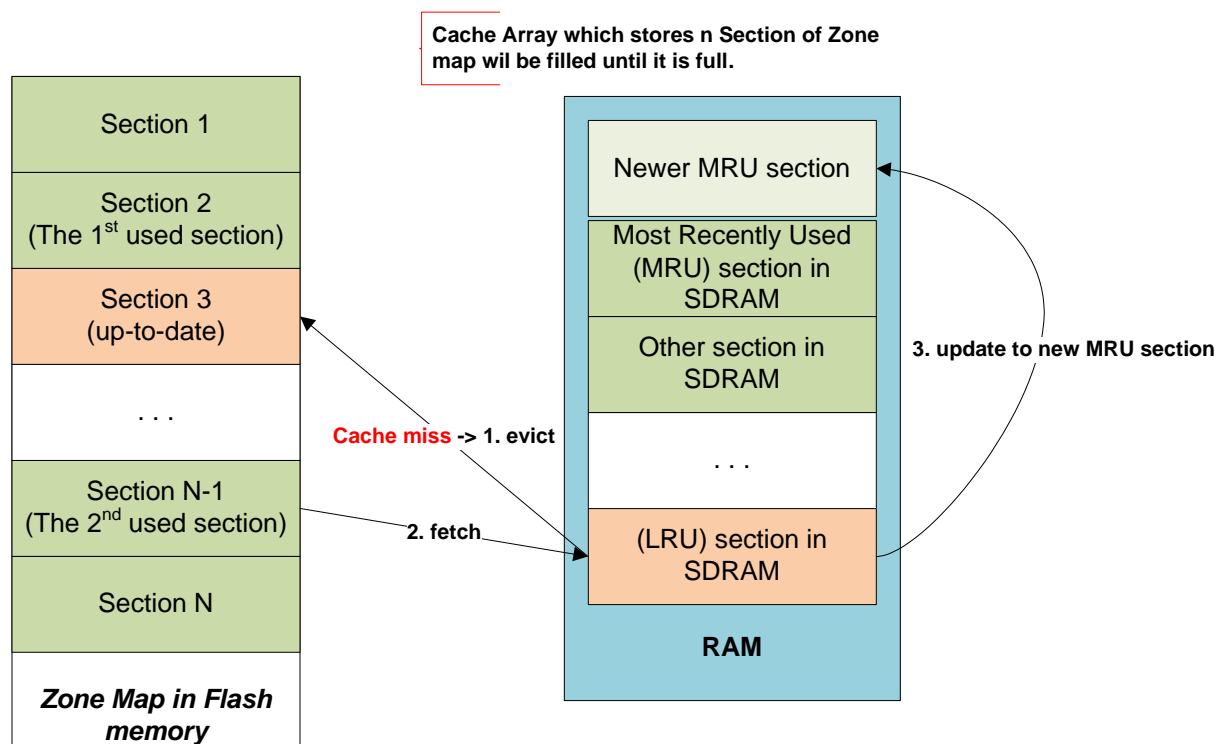 Cache Array which stores n Section of Zone
map wil be filled until it is full.
Section 1
Section 2
(The 1st used section)
Section 3
(up-to-date)
. . .
Section N-1
(The 2nd used section)
Section N
Zone Map in Flash
memory
Cache miss -> 1. evict
2. fetch
Newer MRU section
Most Recently Used
(MRU) section in
SDRAM
Other section in
SDRAM
. . .
(LRU) section in
SDRAM
RAM
3. update to new MRU section